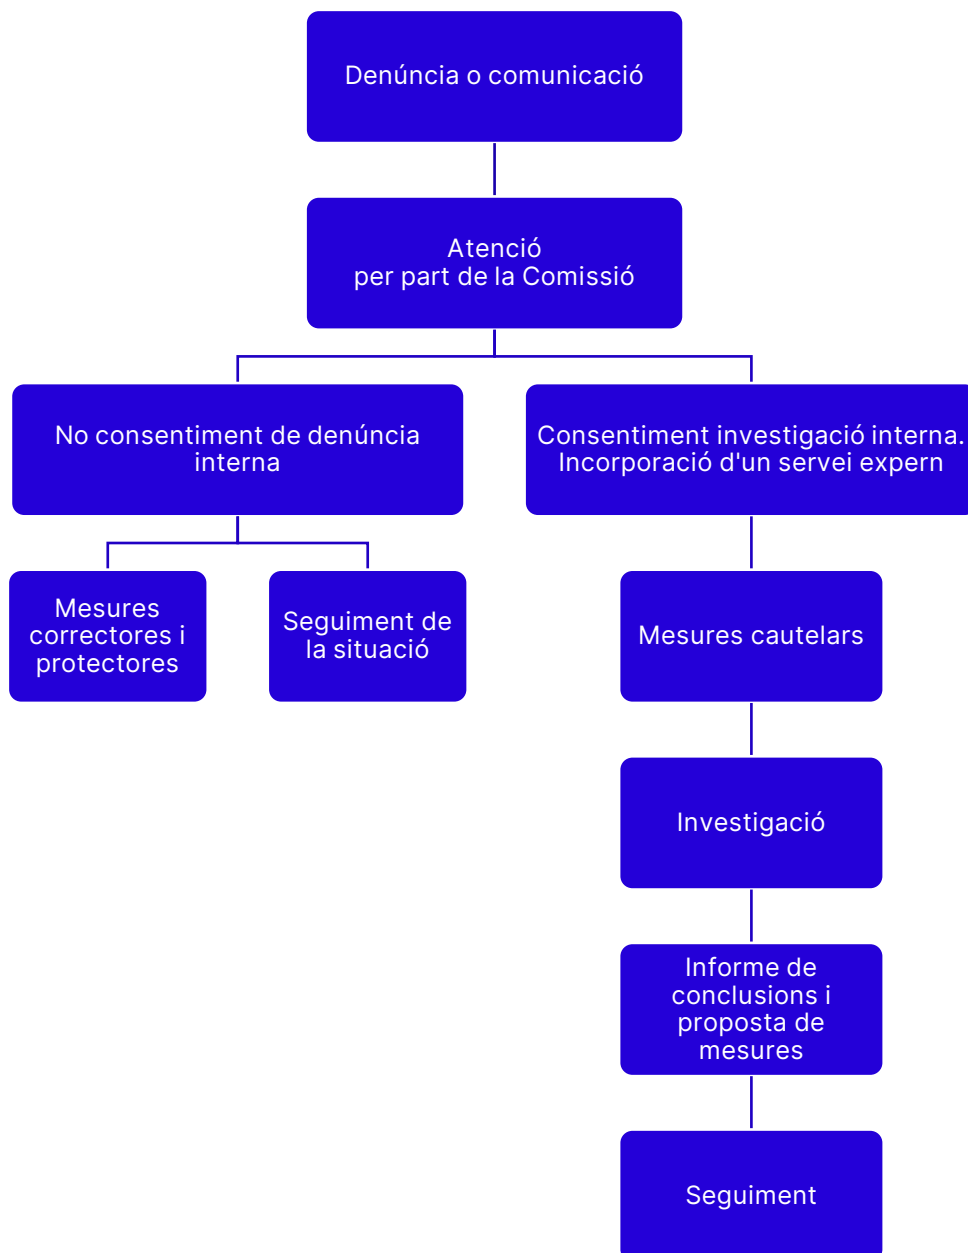 Denúncia o comunicació
Atenció
per part de la Comissió
No consentiment de denúncia
interna
Consentiment investigació interna.
Incorporació d'un servei expern
Mesures
correctores i
protectores
Seguiment de
la situació
Mesures cautelars
Investigació
Informe de
conclusions i
proposta de
mesures
Seguiment